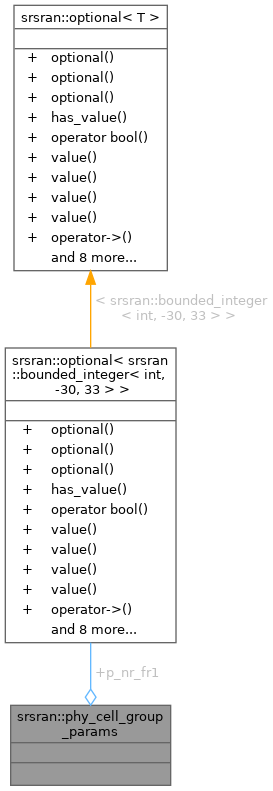 srsran::optional< T >
+ optional()
+ optional()
+ optional()
+ has_value()
+ operator bool()
+ value()
+ value()
+ value()
+ value()
+ operator->()
and 8 more...
< srsran::bounded_integer
< int, -30, 33 > >
srsran::optional< srsran
::bounded_integer< int,
-30, 33 > >
+ optional()
+ optional()
+ optional()
+ has_value()
+ operator bool()
+ value()
+ value()
+ value()
+ value()
+ operator->()
and 8 more...
+p_nr_fr1
srsran::phy_cell_group
_params